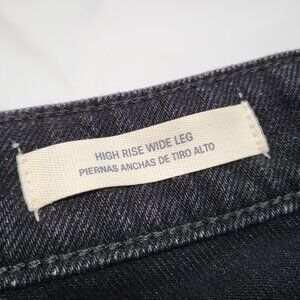 HIGH RISE WIDE LEG
PIERNAS ANCHAS DE TIRO ALTO